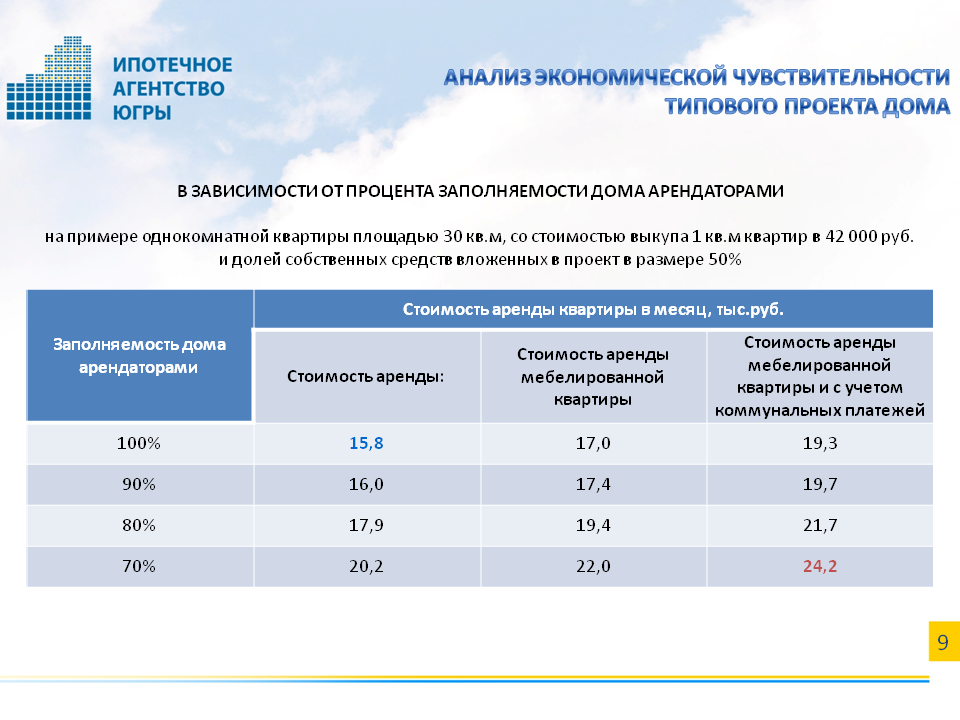 ИПОТЕЧНОЕ
АГЕНТСТВО
ЮГРЫ
АНАЛИЗ ЭКОНОМИЧЕСКОЙ ЧУВСТВИТЕЛЬНОСТИ
ТИПОВОГО ПРОЕКТА ДОМА
В ЗАВИСИМОСТИ ОТ ПРОЦЕНТА ЗАПОЛНЯЕМОСТИ ДОМА АРЕНДАТОРАМИ
на примере однокомнатной квартиры площадью 30 кв.м, со стоимостью выкупа 1 кв.м квартир в 42 000 руб.
и долей собственных средств вложенных в проект в размере 50%
Заполняемость дома
арендаторами
Стоимость аренды квартиры в месяц, тыс.руб.
Стоимость аренды:
Стоимость аренды
мебелированной
квартиры
Стоимость аренды
мебелированной
квартиры и с учетом
коммунальных платежей
100% 15,8 17,0 19,3
90% 16,0 17,4 19,7
80% 17,9 19,4 21,7
70% 20,2 22,0 24,2
9